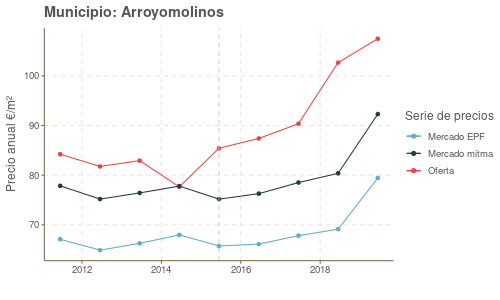 Municipio: Arroyomolinos
Precio anual €/m²
100
90
80
70
2012
2014
2016
2018
Serie de precios
Mercado EPF
Mercado mitma
Oferta